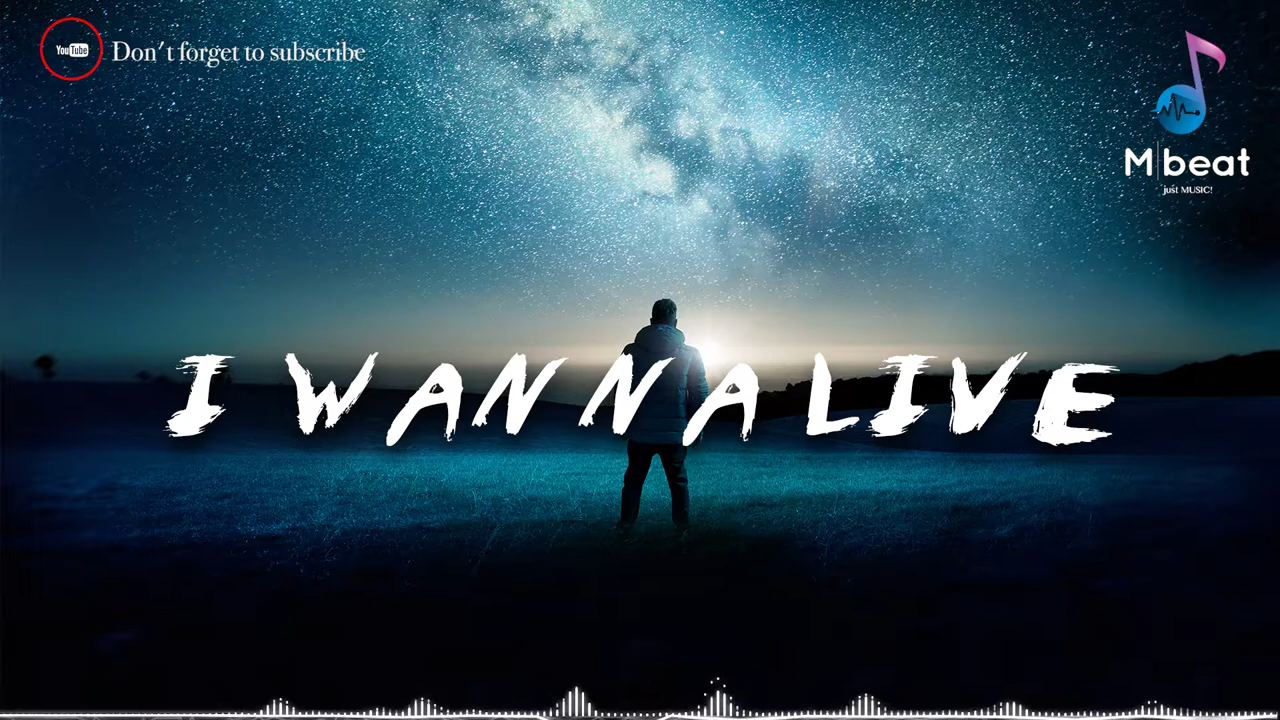 YouTube
Don't forget to subscribe
M|beat
just MUSIC!
I WANNA LIVE